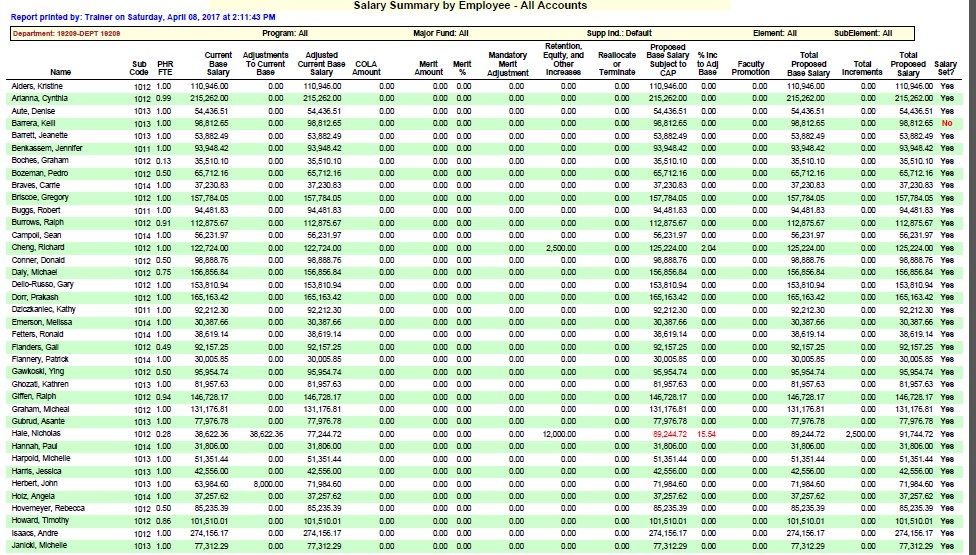 Salary Summary by Employee - All Accounts
Report printed by: Trainer on Saturday, April 08, 2017 at 2:11:43 PM
Department: 19209-DEPT 19209 Program: All Major Fund: All Supp Ind.: Default Element: All SubElement: All
Name Sub Code PHR FTE Current Base Salary Adjustments To Current Base Adjusted Current Base Salary COLA Amount Merit Amount Merit % Mandatory Merit Adjustment Retention, Equity, and Other Increases Reallocate or Terminate Proposed Base Salary Subject to CAP % Inc to Adj Base Faculty Promotion Total Proposed Base Salary Total Increments Total Proposed Salary Salary Set?
Alders, Kristine 1012 1.00 110,946.00 0.00 110,946.00 0.00 0.00 0.00 0.00 0.00 0.00 110,946.00 0.00 0.00 110,946.00 0.00 110,946.00 Yes
Arianna, Cynthia 1012 0.99 215,262.00 0.00 215,262.00 0.00 0.00 0.00 0.00 0.00 0.00 215,262.00 0.00 0.00 215,262.00 0.00 215,262.00 Yes
Aute, Denise 1013 1.00 54,436.51 0.00 54,436.51 0.00 0.00 0.00 0.00 0.00 0.00 54,436.51 0.00 0.00 54,436.51 0.00 54,436.51 Yes
Barrera, Kelli 1013 1.00 98,812.65 0.00 98,812.65 0.00 0.00 0.00 0.00 0.00 0.00 98,812.65 0.00 0.00 98,812.65 0.00 98,812.65 No
Barrett, Jeanette 1013 1.00 53,882.49 0.00 53,882.49 0.00 0.00 0.00 0.00 0.00 0.00 53,882.49 0.00 0.00 53,882.49 0.00 53,882.49 Yes
Benkassem, Jennifer 1011 1.00 93,948.42 0.00 93,948.42 0.00 0.00 0.00 0.00 0.00 0.00 93,948.42 0.00 0.00 93,948.42 0.00 93,948.42 Yes
Boches, Graham 1012 0.13 35,510.10 0.00 35,510.10 0.00 0.00 0.00 0.00 0.00 0.00 35,510.10 0.00 0.00 35,510.10 0.00 35,510.10 Yes
Bozeman, Pedro 1012 0.50 65,712.16 0.00 65,712.16 0.00 0.00 0.00 0.00 0.00 0.00 65,712.16 0.00 0.00 65,712.16 0.00 65,712.16 Yes
Braves, Carrie 1014 1.00 37,230.83 0.00 37,230.83 0.00 0.00 0.00 0.00 0.00 0.00 37,230.83 0.00 0.00 37,230.83 0.00 37,230.83 Yes
Briscoe, Gregory 1012 1.00 157,784.05 0.00 157,784.05 0.00 0.00 0.00 0.00 0.00 0.00 157,784.05 0.00 0.00 157,784.05 0.00 157,784.05 Yes
Buggs, Robert 1011 1.00 94,481.83 0.00 94,481.83 0.00 0.00 0.00 0.00 0.00 0.00 94,481.83 0.00 0.00 94,481.83 0.00 94,481.83 Yes
Burrows, Ralph 1012 0.91 112,875.67 0.00 112,875.67 0.00 0.00 0.00 0.00 0.00 0.00 112,875.67 0.00 0.00 112,875.67 0.00 112,875.67 Yes
Campoli, Sean 1014 1.00 56,231.97 0.00 56,231.97 0.00 0.00 0.00 0.00 0.00 0.00 56,231.97 0.00 0.00 56,231.97 0.00 56,231.97 Yes
Cheng, Richard 1012 1.00 122,724.00 0.00 122,724.00 0.00 0.00 0.00 0.00 2,500.00 0.00 125,224.00 2.04 0.00 125,224.00 0.00 125,224.00 Yes
Conner, Donald 1012 0.50 98,888.76 0.00 98,888.76 0.00 0.00 0.00 0.00 0.00 0.00 98,888.76 0.00 0.00 98,888.76 0.00 98,888.76 Yes
Daly, Michael 1012 0.75 156,856.84 0.00 156,856.84 0.00 0.00 0.00 0.00 0.00 0.00 156,856.84 0.00 0.00 156,856.84 0.00 156,856.84 Yes
Dello-Russo, Gary 1012 1.00 153,810.94 0.00 153,810.94 0.00 0.00 0.00 0.00 0.00 0.00 153,810.94 0.00 0.00 153,810.94 0.00 153,810.94 Yes
Dorr, Prakash 1012 1.00 165,163.42 0.00 165,163.42 0.00 0.00 0.00 0.00 0.00 0.00 165,163.42 0.00 0.00 165,163.42 0.00 165,163.42 Yes
Dziczkaniec, Kathy 1011 1.00 92,212.30 0.00 92,212.30 0.00 0.00 0.00 0.00 0.00 0.00 92,212.30 0.00 0.00 92,212.30 0.00 92,212.30 Yes
Emerson, Melissa 1014 1.00 30,387.66 0.00 30,387.66 0.00 0.00 0.00 0.00 0.00 0.00 30,387.66 0.00 0.00 30,387.66 0.00 30,387.66 Yes
Fetters, Ronald 1014 1.00 38,619.14 0.00 38,619.14 0.00 0.00 0.00 0.00 0.00 0.00 38,619.14 0.00 0.00 38,619.14 0.00 38,619.14 Yes
Flanders, Gail 1012 0.49 92,157.25 0.00 92,157.25 0.00 0.00 0.00 0.00 0.00 0.00 92,157.25 0.00 0.00 92,157.25 0.00 92,157.25 Yes
Flannery, Patrick 1014 1.00 30,005.85 0.00 30,005.85 0.00 0.00 0.00 0.00 0.00 0.00 30,005.85 0.00 0.00 30,005.85 0.00 30,005.85 Yes
Gawkoski, Ying 1012 0.50 95,954.74 0.00 95,954.74 0.00 0.00 0.00 0.00 0.00 0.00 95,954.74 0.00 0.00 95,954.74 0.00 95,954.74 Yes
Ghozati, Kathren 1013 1.00 81,957.63 0.00 81,957.63 0.00 0.00 0.00 0.00 0.00 0.00 81,957.63 0.00 0.00 81,957.63 0.00 81,957.63 Yes
Giffen, Ralph 1012 0.94 146,728.17 0.00 146,728.17 0.00 0.00 0.00 0.00 0.00 0.00 146,728.17 0.00 0.00 146,728.17 0.00 146,728.17 Yes
Graham, Micheal 1012 1.00 131,176.81 0.00 131,176.81 0.00 0.00 0.00 0.00 0.00 0.00 131,176.81 0.00 0.00 131,176.81 0.00 131,176.81 Yes
Gubrud, Asante 1013 1.00 77,976.78 0.00 77,976.78 0.00 0.00 0.00 0.00 0.00 0.00 77,976.78 0.00 0.00 77,976.78 0.00 77,976.78 Yes
Hale, Nicholas 1012 0.28 38,622.36 38,622.36 77,244.72 0.00 0.00 0.00 0.00 12,000.00 0.00 89,244.72 15.54 0.00 89,244.72 2,500.00 91,744.72 Yes
Hannah, Paul 1014 1.00 31,806.00 0.00 31,806.00 0.00 0.00 0.00 0.00 0.00 0.00 31,806.00 0.00 0.00 31,806.00 0.00 31,806.00 Yes
Harpold, Michelle 1013 1.00 51,351.44 0.00 51,351.44 0.00 0.00 0.00 0.00 0.00 0.00 51,351.44 0.00 0.00 51,351.44 0.00 51,351.44 Yes
Harris, Jessica 1013 1.00 42,556.00 0.00 42,556.00 0.00 0.00 0.00 0.00 0.00 0.00 42,556.00 0.00 0.00 42,556.00 0.00 42,556.00 Yes
Herbert, John 1013 1.00 63,984.60 8,000.00 71,984.60 0.00 0.00 0.00 0.00 0.00 0.00 71,984.60 0.00 0.00 71,984.60 0.00 71,984.60 Yes
Holz, Angela 1014 1.00 37,257.62 0.00 37,257.62 0.00 0.00 0.00 0.00 0.00 0.00 37,257.62 0.00 0.00 37,257.62 0.00 37,257.62 Yes
Hovemeyer, Rebecca 1012 0.50 85,235.39 0.00 85,235.39 0.00 0.00 0.00 0.00 0.00 0.00 85,235.39 0.00 0.00 85,235.39 0.00 85,235.39 Yes
Howard, Timothy 1012 0.86 101,510.01 0.00 101,510.01 0.00 0.00 0.00 0.00 0.00 0.00 101,510.01 0.00 0.00 101,510.01 0.00 101,510.01 Yes
Isaacs, Andre 1012 1.00 274,156.17 0.00 274,156.17 0.00 0.00 0.00 0.00 0.00 0.00 274,156.17 0.00 0.00 274,156.17 0.00 274,156.17 Yes
Janicki, Michelle 1013 1.00 77,312.29 0.00 77,312.29 0.00 0.00 0.00 0.00 0.00 0.00 77,312.29 0.00 0.00 77,312.29 0.00 77,312.29 Yes